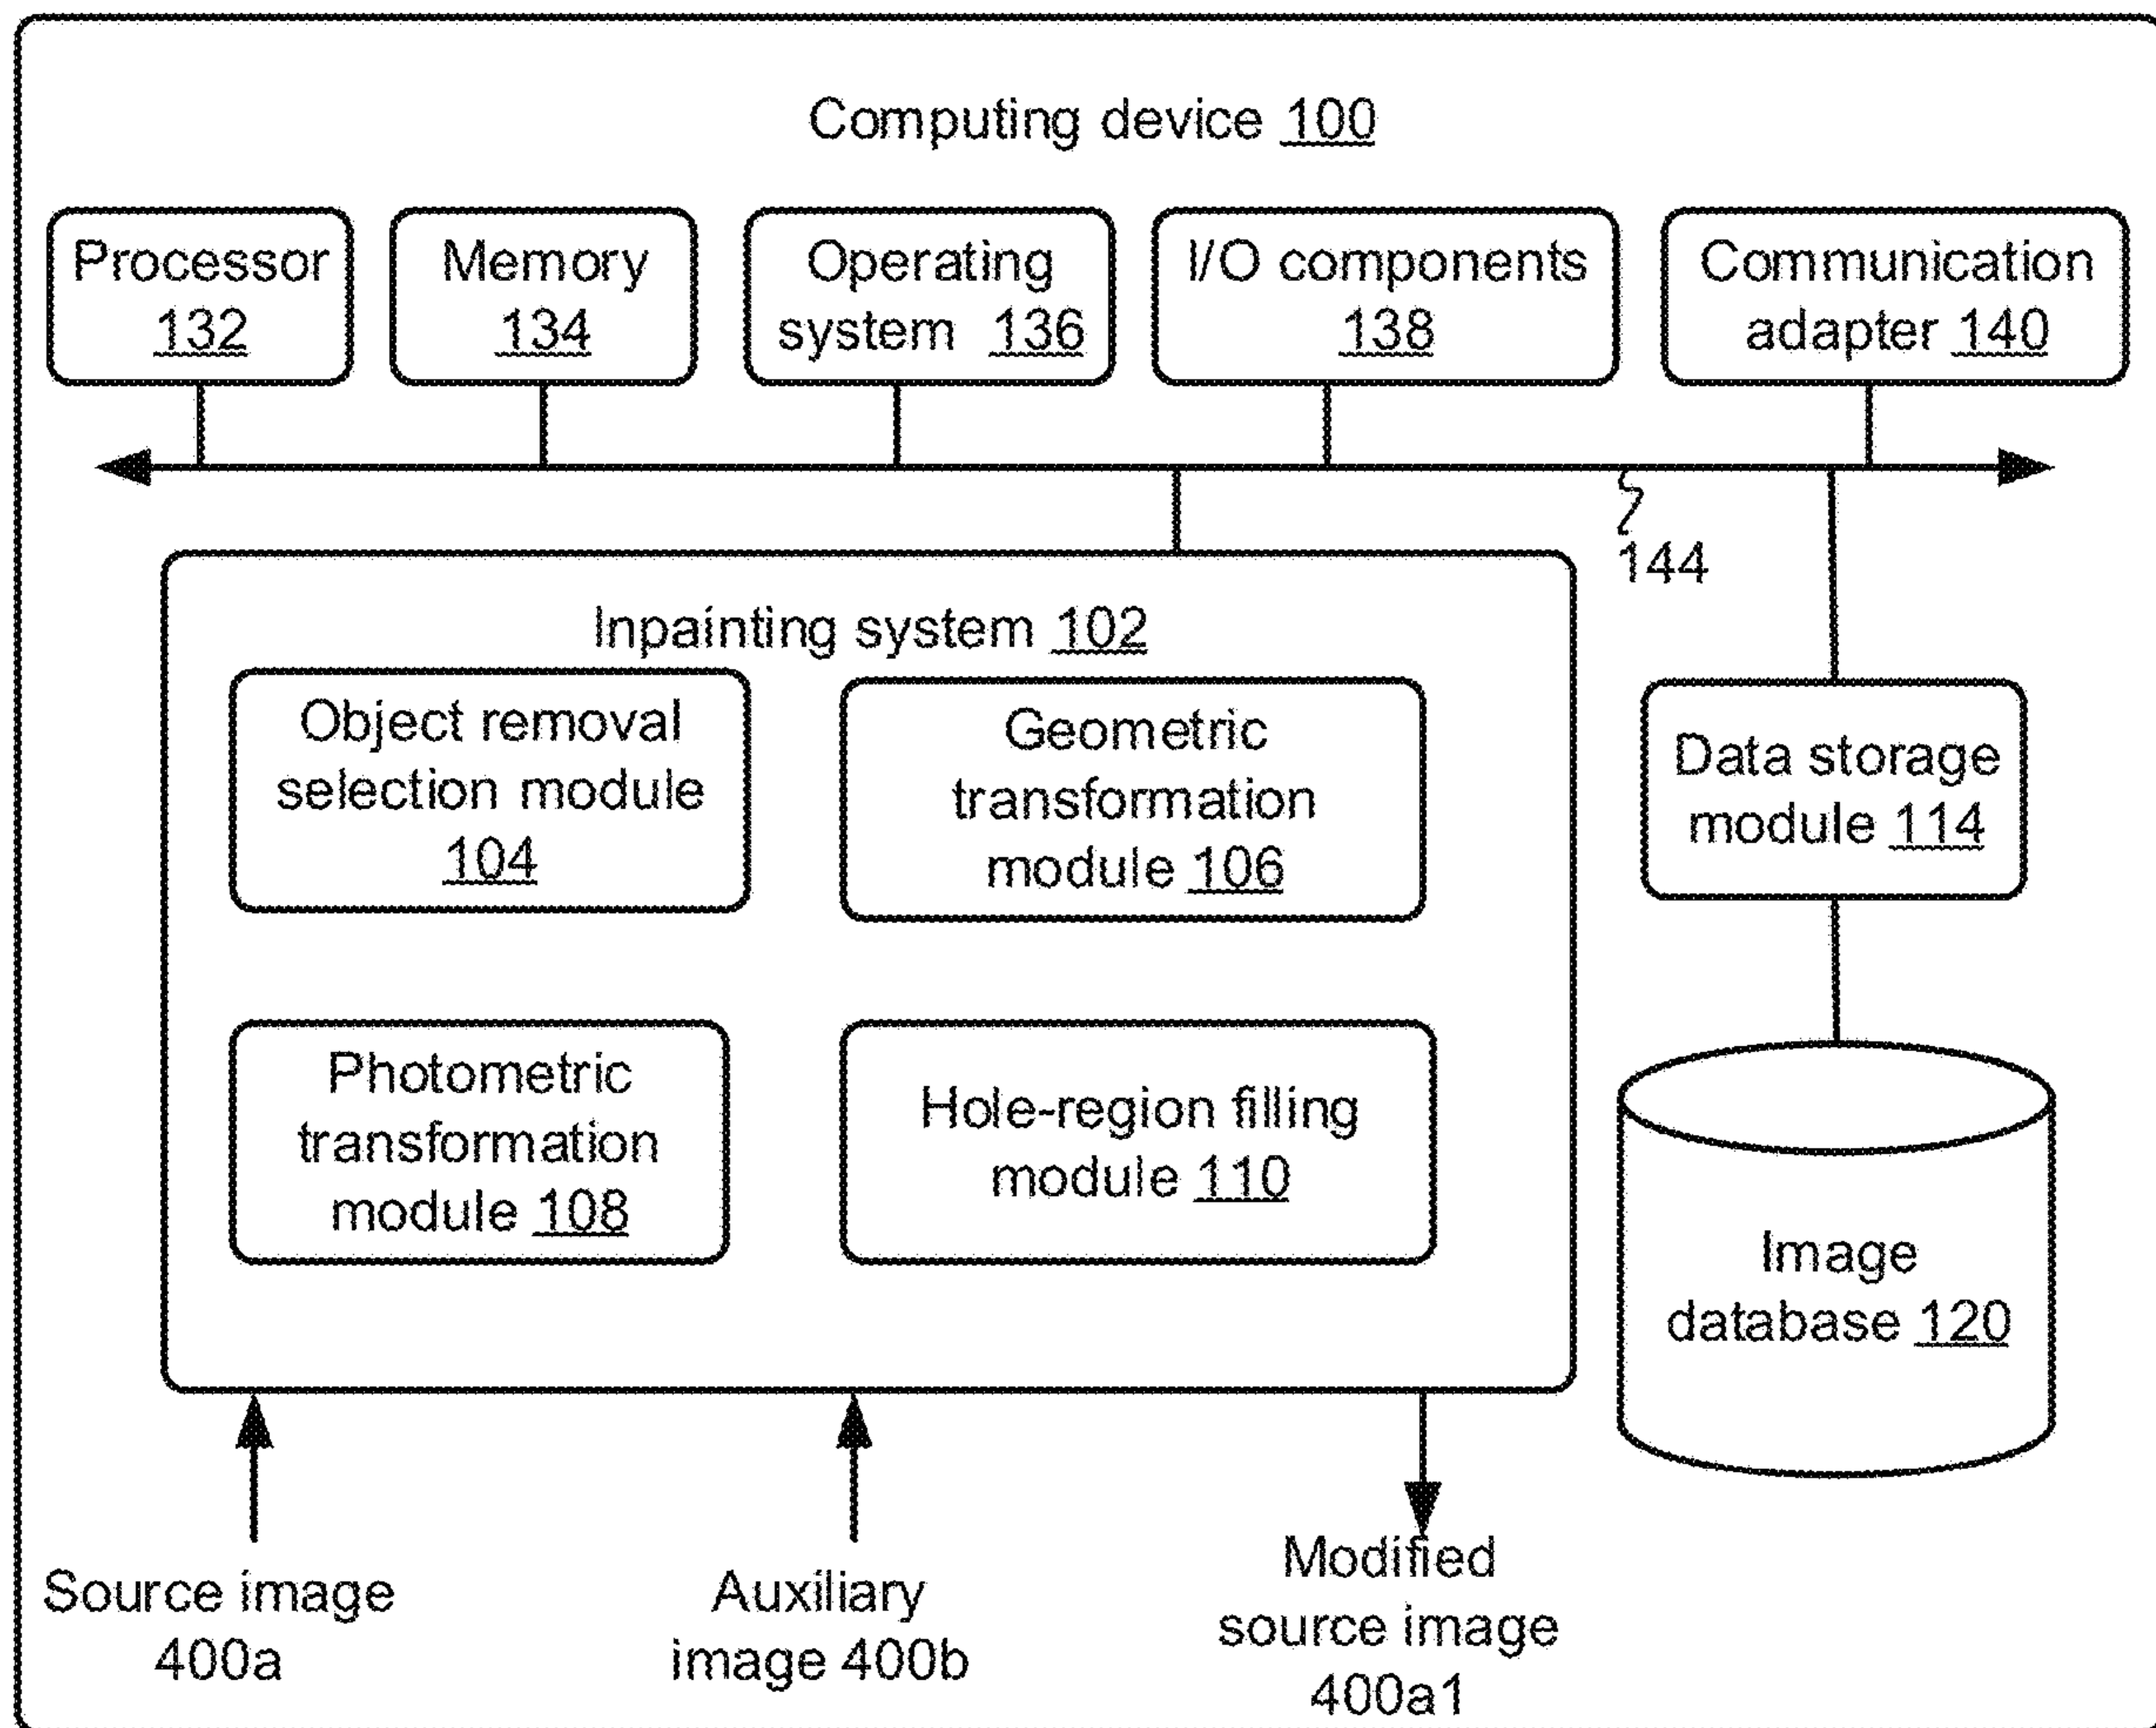 Computing device 100
Processor
132
Memory
134
Operating
system 136
I/O components
138
Communication
adapter 140
144
Inpainting system 102
Object removal
selection module
104
Geometric
transformation
module 106
Data storage
module 114
Photometric
transformation
module 108
Hole-region filling
module 110
Image
database 120
Source image
400a
Auxiliary
image 400b
Modified
source image
400a1